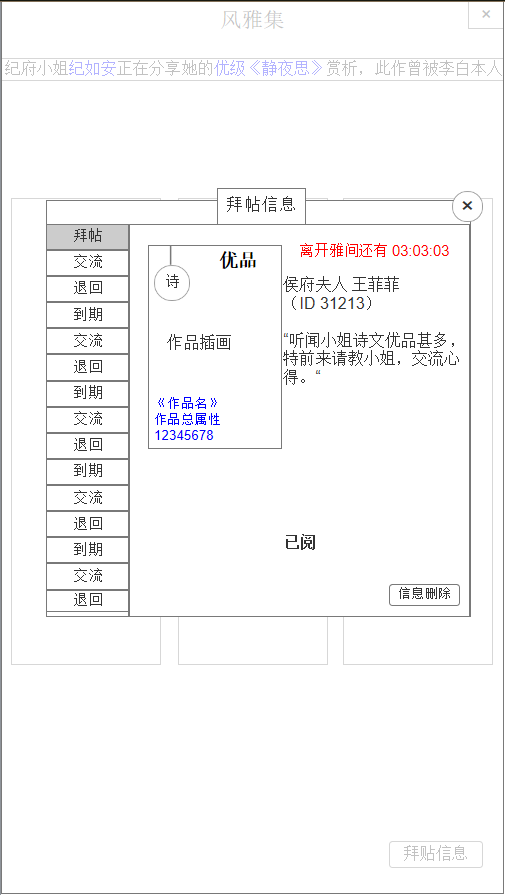 风雅集
×
纪府小姐纪如安正在分享她的优级《静夜思》赏析，此作曾被李白本人
拜帖信息
×
拜帖
交流
退回
到期
交流
退回
到期
交流
退回
到期
交流
退回
到期
交流
退回
优品
诗
作品插画
《作品名》
作品总属性
12345678
离开雅间还有 03:03:03
侯府夫人 王菲菲
（ID 31213）
“听闻小姐诗文优品甚多，
特前来请教小姐，交流心
得。“
已阅
信息删除
拜贴信息